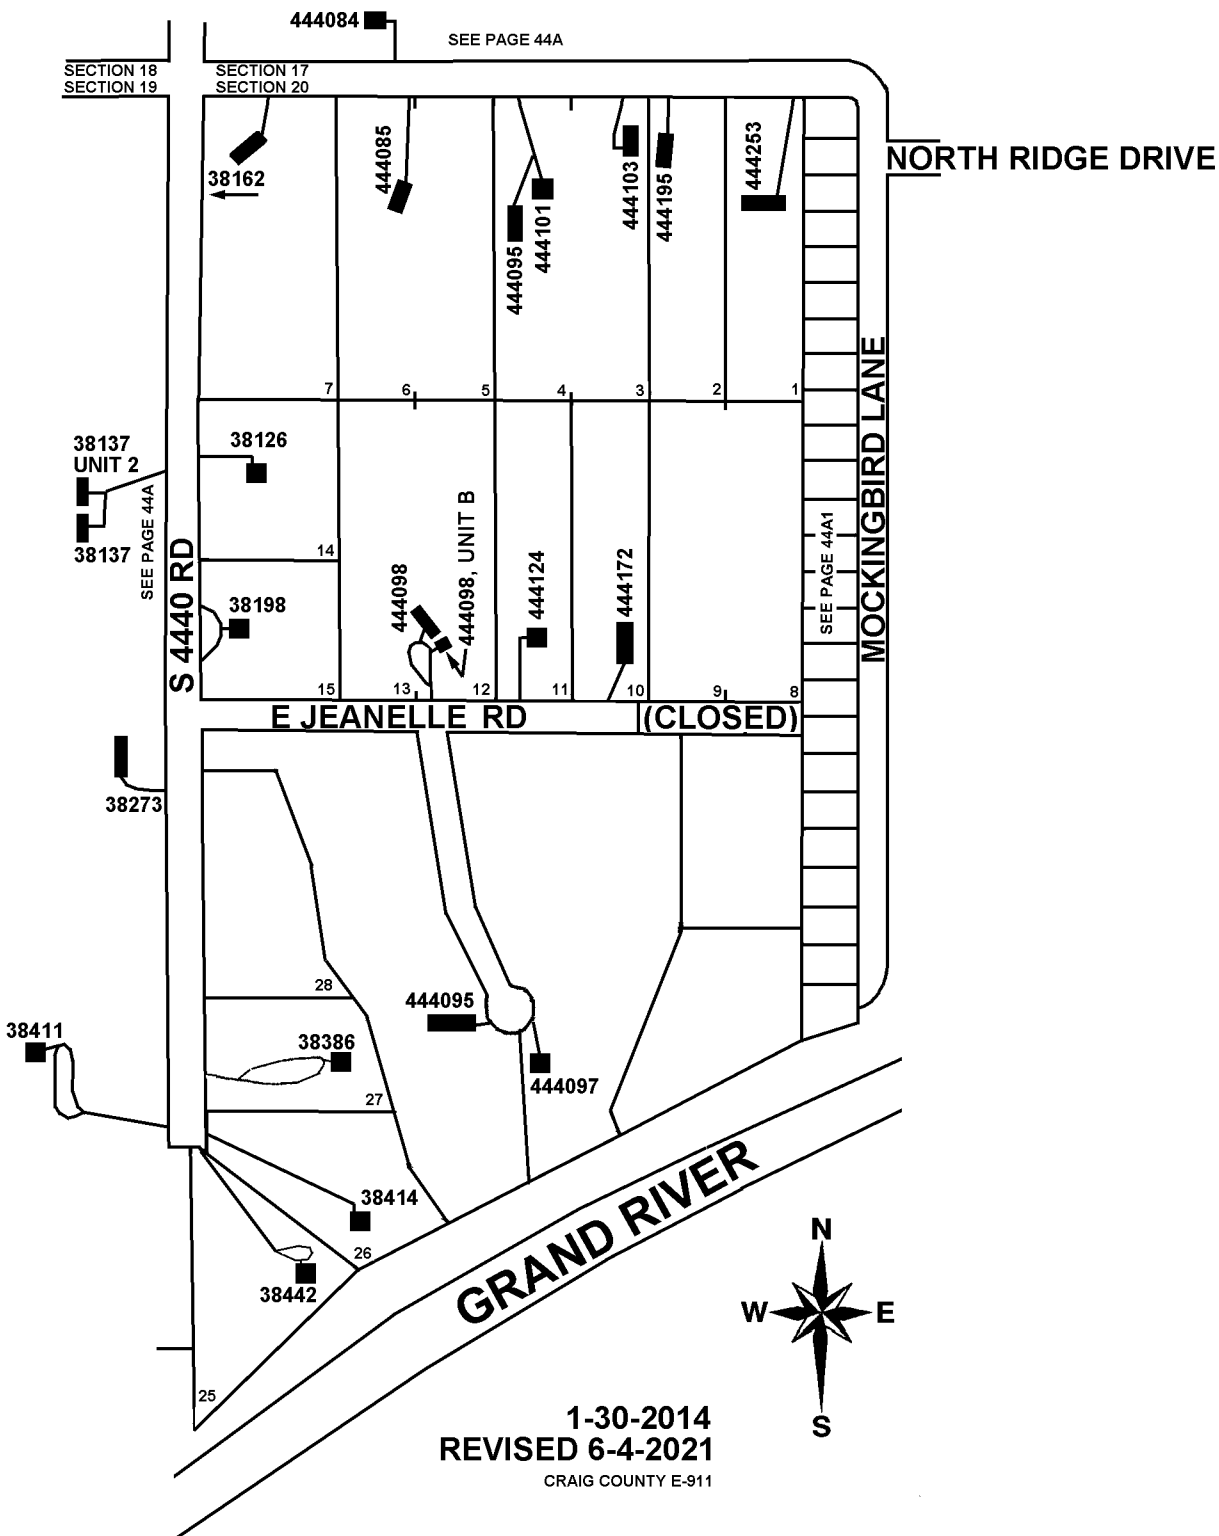 444084
SEE PAGE 44A
SECTION 18
SECTION 17
SECTION 19
SECTION 20
NORTH RIDGE DRIVE
38162
444085
444095
444101
444103
444195
444253
7
6
5
4
3
2
1
MOCKINGBIRD LANE
38137
UNIT 2
38137
SEE PAGE 44A
S 4440 RD
38126
14
38198
444098
444098, UNIT B
444124
444172
SEE PAGE 44A1
15
13
12
11
10
9
8
E JEANELLE RD
(CLOSED)
38273
28
444095
38411
38386
444097
27
38414
26
38442
25
GRAND RIVER
N
W
E
S
1-30-2014
REVISED 6-4-2021
CRAIG COUNTY E-911